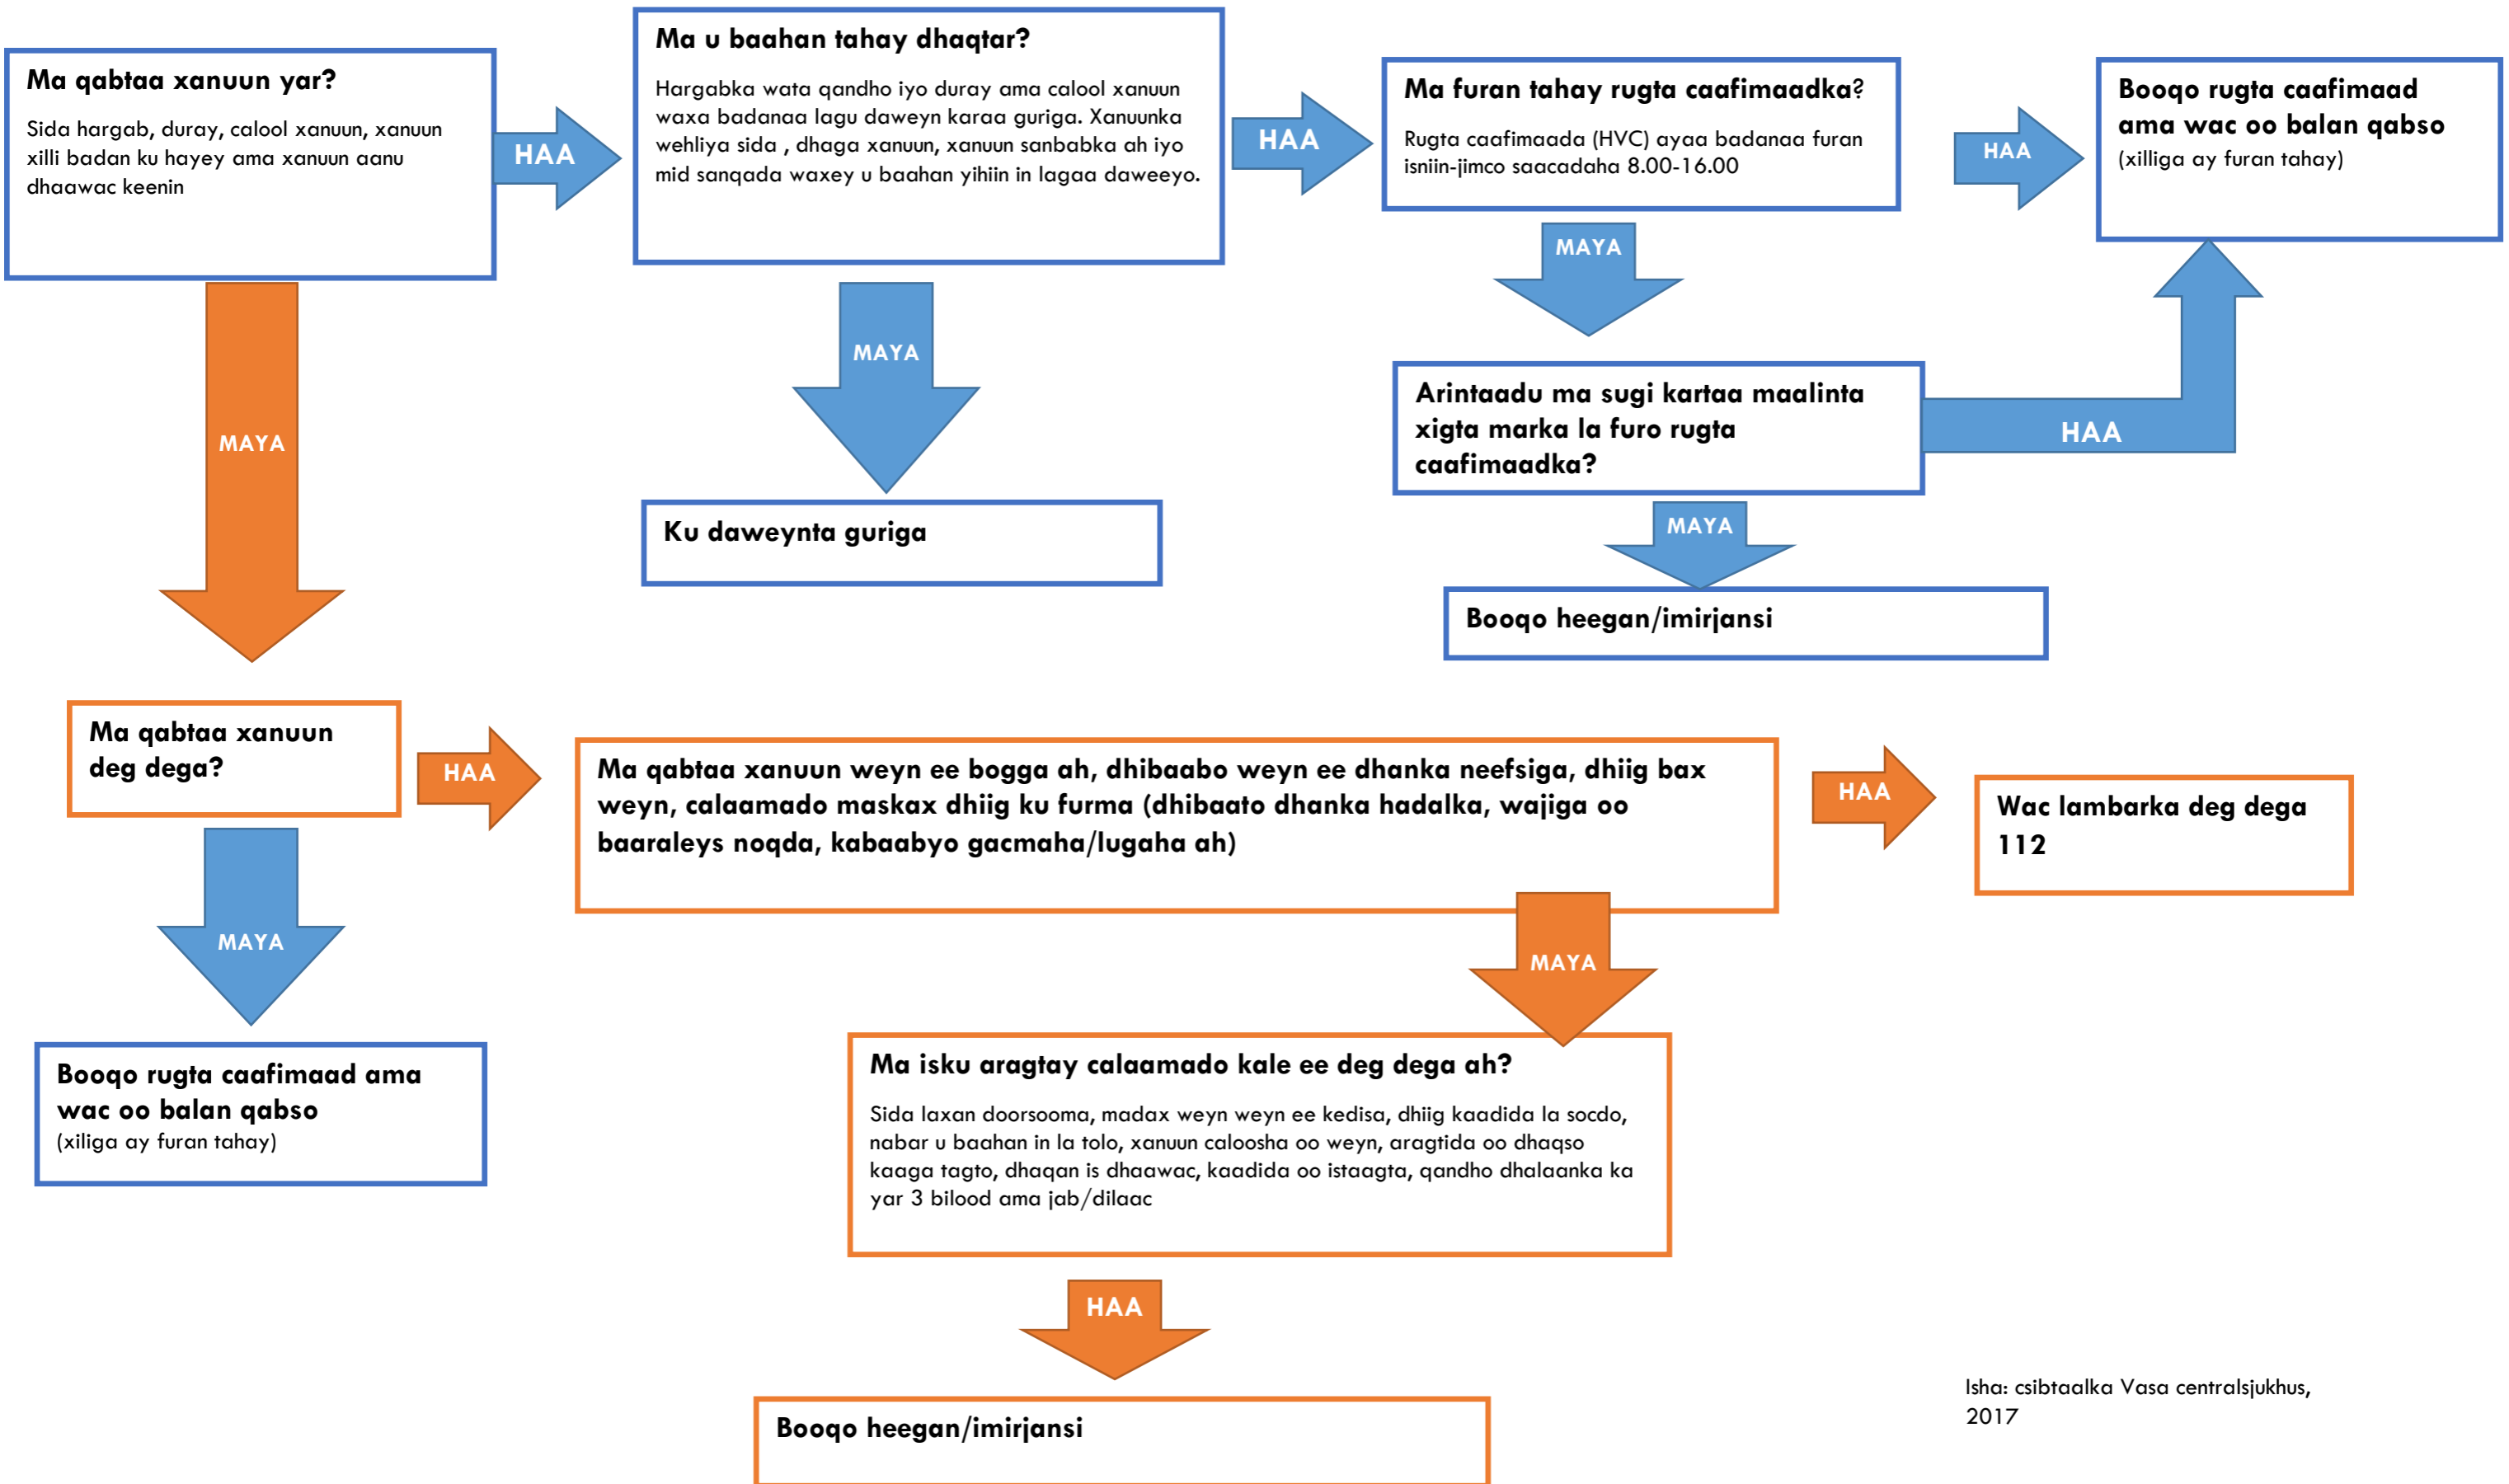 Ma qabtaa xanuun yar?
Sida hargab, duray, calool xanuun, xanuun
xilli badan ku hayey ama xanuun aanu
dhaawac keenin
HAA
Ma u baahan tahay dhaqtar?
Hargabka wata qandho iyo duray ama calool xanuun
waxa badanaa lagu daweyn karaa guriga. Xanuunka
wehliya sida , dhaga xanuun, xanuun sanbabka ah iyo
mid sanqada waxey u baahan yihiin in lagaa daweeyo.
HAA
Ma furan tahay rugta caafimaadka?
Rugta caafimaada (HVC) ayaa badanaa furan
isniin-jimco saacadaha 8.00-16.00
HAA
Booqo rugta caafimaad
ama wac oo balan qabso
(xilliga ay furan tahay)
MAYA
MAYA
MAYA
Arintaadu ma sugi kartaa maalinta
xigta marka la furo rugta
caafimaadka?
HAA
Ku daweynta guriga
MAYA
Booqo heegan/imirjansi
Ma qabtaa xanuun
deg dega?
HAA
Ma qabtaa xanuun weyn ee bogga ah, dhibaabo weyn ee dhanka neefsiga, dhiig bax
weyn, calaamado maskax dhiig ku furma (dhibaato dhanka hadalka, wajiga oo
baaraleys noqda, kabaabyo gacmaha/lugaha ah)
HAA
Wac lambarka deg dega
112
MAYA
MAYA
Booqo rugta caafimaad ama
wac oo balan qabso
(xiliga ay furan tahay)
Ma isku aragtay calaamado kale ee deg dega ah?
Sida laxan doorsooma, madax weyn weyn ee kedisa, dhiig kaadida la socdo,
nabar u baahan in la tolo, xanuun caloosha oo weyn, aragtida oo dhaqso
kaaga tagto, dhaqan is dhaawac, kaadida oo istaagta, qandho dhalaanka ka
yar 3 bilood ama jab/dilaac
HAA
Booqo heegan/imirjansi
Isha: csibtaalka Vasa centralsjukhus,
2017